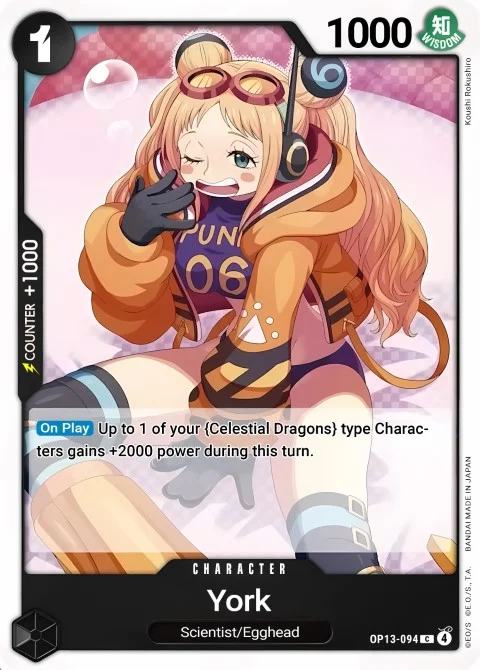 1
1000
知
WISDOM
Koushi Rokushiro
6
PUN
06
COUNTER +1000
On Play Up to 1 of your {Celestial Dragons} type Charac-
ters gains +2000 power during this turn.
CHARACTER
York
Scientist/Egghead
OP13-094 C 4
©E.O/S ©E.O./S.,T.A. BANDAI MADE IN JAPAN